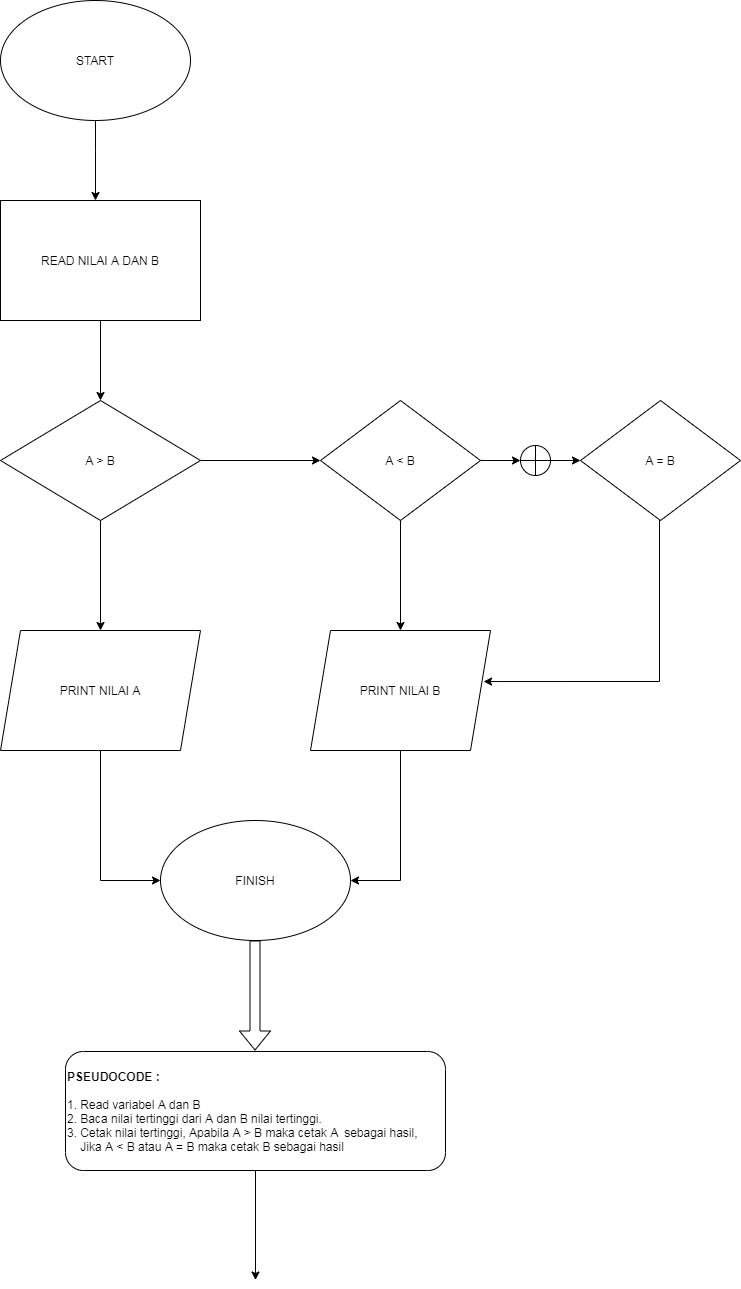 START
READ NILAI A DAN B
A > B
A < B
A = B
PRINT NILAI A
PRINT NILAI B
FINISH
PSEUDOCODE :
1. Read variabel A dan B
2. Baca nilai tertinggi dari A dan B nilai tertinggi.
3. Cetak nilai tertinggi, Apabila A > B maka cetak A  sebagai hasil,
Jika A < B atau A = B maka cetak B sebagai hasil